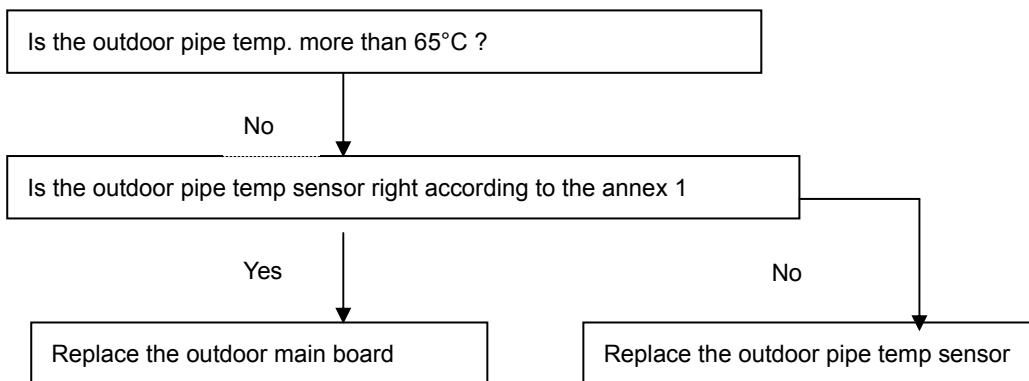 Is the outdoor pipe temp. more than 65°C ?
No
Is the outdoor pipe temp sensor right according to the annex 1
Yes
No
Replace the outdoor main board
Replace the outdoor pipe temp sensor